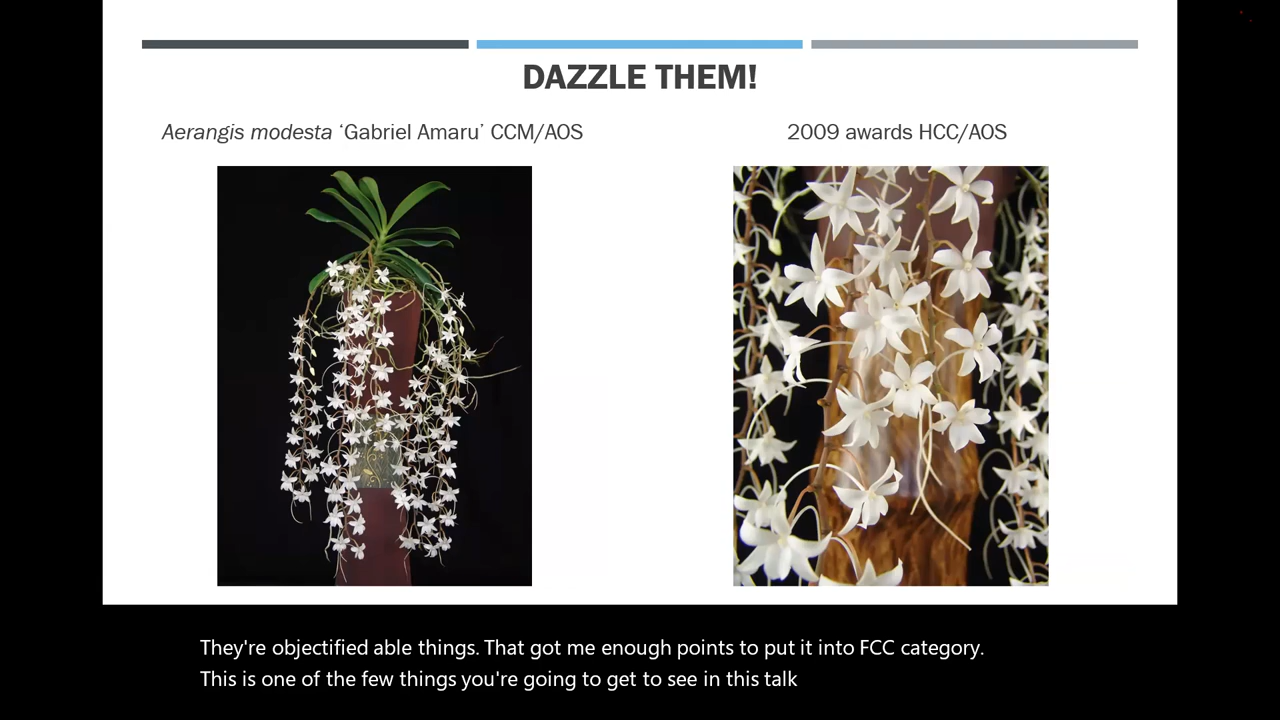 DAZZLE THEM!
Aerangis modesta ‘Gabriel Amaru’ CCM/AOS
2009 awards HCC/AOS
They're objectified able things. That got me enough points to put it into FCC category.
This is one of the few things you're going to get to see in this talk